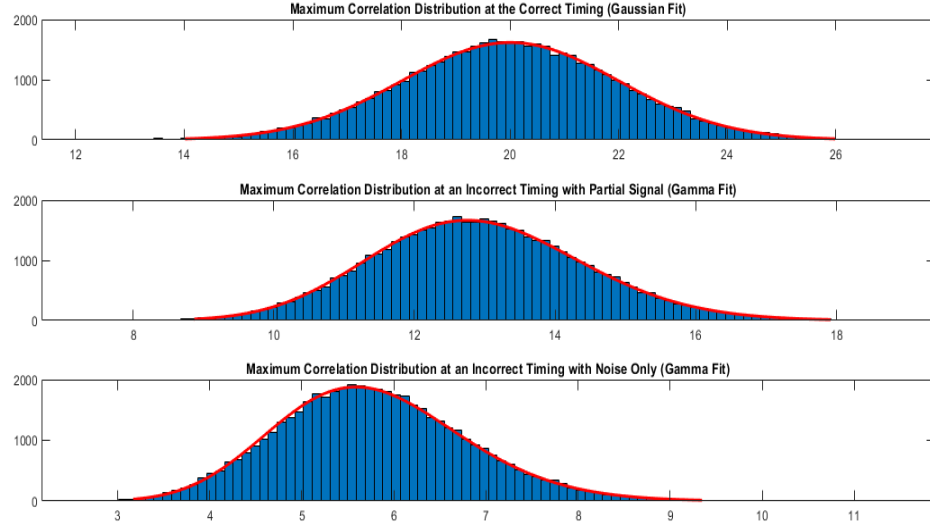 Maximum Correlation Distribution at the Correct Timing (Gaussian Fit)
2000
1000
0
12 14 16 18 20 22 24 26
Maximum Correlation Distribution at an Incorrect Timing with Partial Signal (Gamma Fit)
2000
1000
0
8 10 12 14 16 18
Maximum Correlation Distribution at an Incorrect Timing with Noise Only (Gamma Fit)
2000
1000
0
3 4 5 6 7 8 9 10 11